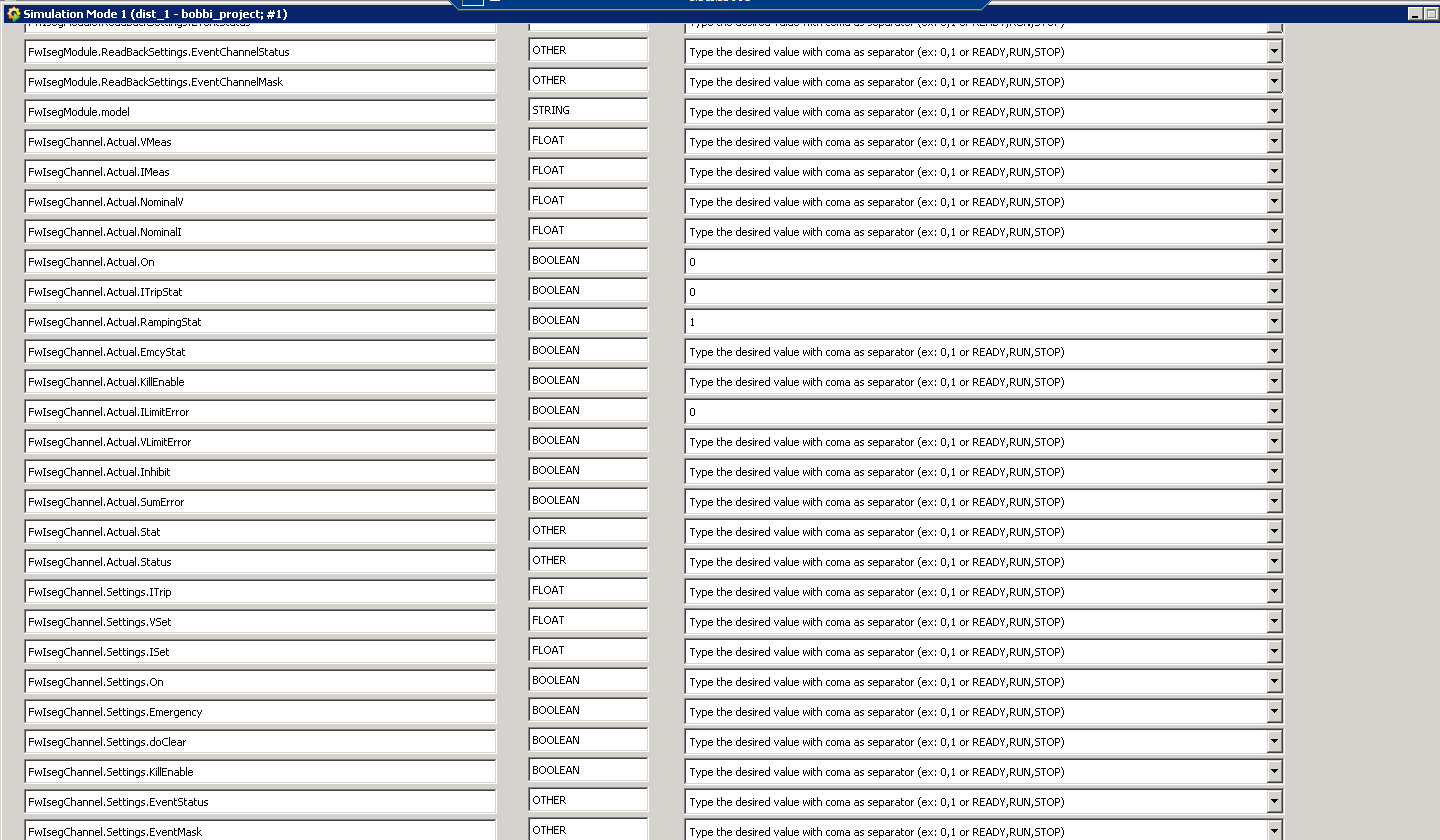 Simulation Mode 1 (dist_1 - bobbi_project; #1)
FwIsegModule.ReadBackSettings.EventChannelStatus OTHER Type the desired value with coma as separator (ex: 0,1 or READY,RUN,STOP)
FwIsegModule.ReadBackSettings.EventChannelMask OTHER Type the desired value with coma as separator (ex: 0,1 or READY,RUN,STOP)
FwIsegModule.model STRING Type the desired value with coma as separator (ex: 0,1 or READY,RUN,STOP)
FwIsegChannel.Actual.VMeas FLOAT Type the desired value with coma as separator (ex: 0,1 or READY,RUN,STOP)
FwIsegChannel.Actual.IMeas FLOAT Type the desired value with coma as separator (ex: 0,1 or READY,RUN,STOP)
FwIsegChannel.Actual.NominalV FLOAT Type the desired value with coma as separator (ex: 0,1 or READY,RUN,STOP)
FwIsegChannel.Actual.NominalI FLOAT Type the desired value with coma as separator (ex: 0,1 or READY,RUN,STOP)
FwIsegChannel.Actual.On BOOLEAN 0
FwIsegChannel.Actual.ITripStat BOOLEAN 0
FwIsegChannel.Actual.RampingStat BOOLEAN 1
FwIsegChannel.Actual.EmcyStat BOOLEAN Type the desired value with coma as separator (ex: 0,1 or READY,RUN,STOP)
FwIsegChannel.Actual.KillEnable BOOLEAN Type the desired value with coma as separator (ex: 0,1 or READY,RUN,STOP)
FwIsegChannel.Actual.ILimitError BOOLEAN 0
FwIsegChannel.Actual.VLimitError BOOLEAN Type the desired value with coma as separator (ex: 0,1 or READY,RUN,STOP)
FwIsegChannel.Actual.Inhibit BOOLEAN Type the desired value with coma as separator (ex: 0,1 or READY,RUN,STOP)
FwIsegChannel.Actual.SumError BOOLEAN Type the desired value with coma as separator (ex: 0,1 or READY,RUN,STOP)
FwIsegChannel.Actual.Stat OTHER Type the desired value with coma as separator (ex: 0,1 or READY,RUN,STOP)
FwIsegChannel.Actual.Status OTHER Type the desired value with coma as separator (ex: 0,1 or READY,RUN,STOP)
FwIsegChannel.Settings.ITrip FLOAT Type the desired value with coma as separator (ex: 0,1 or READY,RUN,STOP)
FwIsegChannel.Settings.VSet FLOAT Type the desired value with coma as separator (ex: 0,1 or READY,RUN,STOP)
FwIsegChannel.Settings.ISet FLOAT Type the desired value with coma as separator (ex: 0,1 or READY,RUN,STOP)
FwIsegChannel.Settings.On BOOLEAN Type the desired value with coma as separator (ex: 0,1 or READY,RUN,STOP)
FwIsegChannel.Settings.Emergency BOOLEAN Type the desired value with coma as separator (ex: 0,1 or READY,RUN,STOP)
FwIsegChannel.Settings.doClear BOOLEAN Type the desired value with coma as separator (ex: 0,1 or READY,RUN,STOP)
FwIsegChannel.Settings.KillEnable BOOLEAN Type the desired value with coma as separator (ex: 0,1 or READY,RUN,STOP)
FwIsegChannel.Settings.EventStatus OTHER Type the desired value with coma as separator (ex: 0,1 or READY,RUN,STOP)
FwIsegChannel.Settings.EventMask OTHER Type the desired value with coma as separator (ex: 0,1 or READY,RUN,STOP)